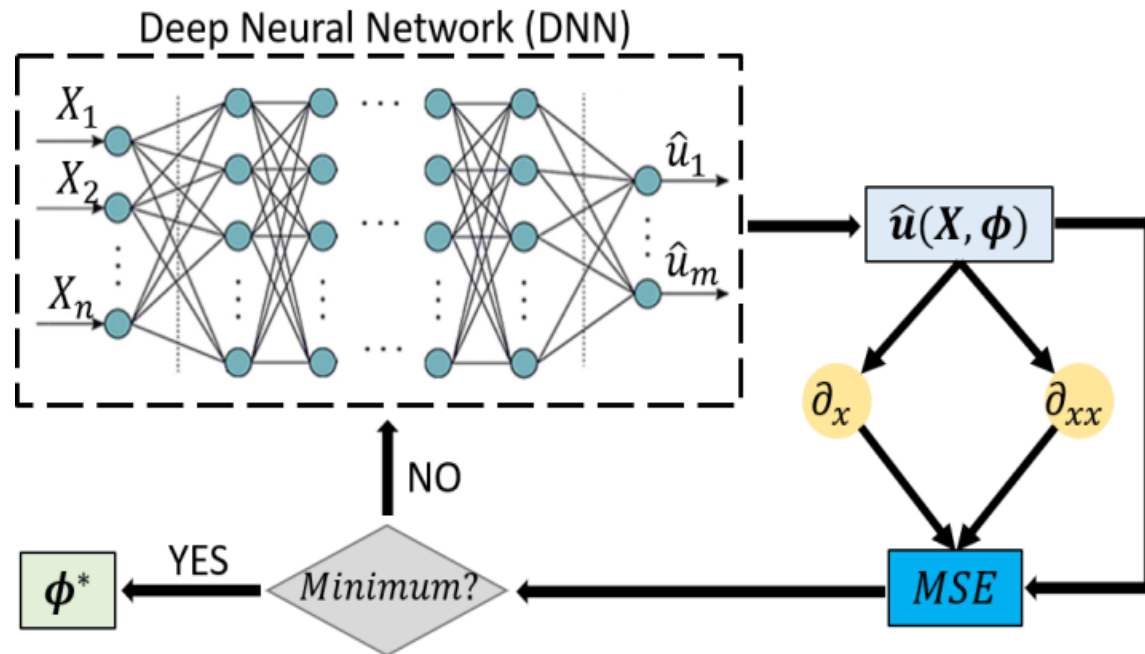 Deep Neural Network (DNN)
X₁
X₂
Xₙ
û₁
ûₘ
û(X, ϕ)
∂ₓ
∂ₓₓ
NO
YES
ϕ*
Minimum?
MSE